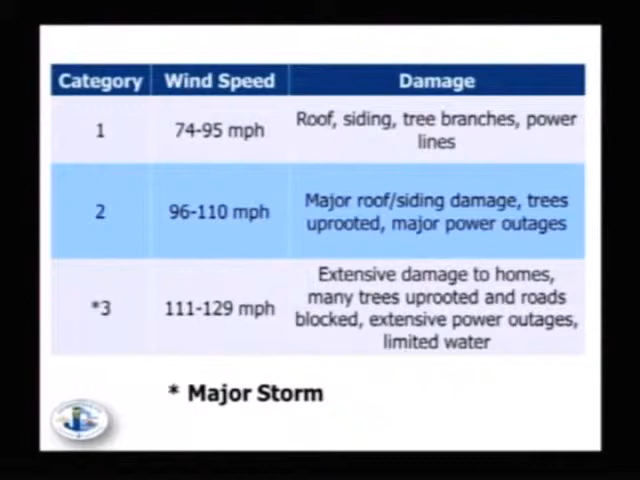 Category Wind Speed Damage
1 74-95 mph Roof, siding, tree branches, power
lines
2 96-110 mph Major roof/siding damage, trees
uprooted, major power outages
*3 111-129 mph Extensive damage to homes,
many trees uprooted and roads
blocked, extensive power outages,
limited water
* Major Storm